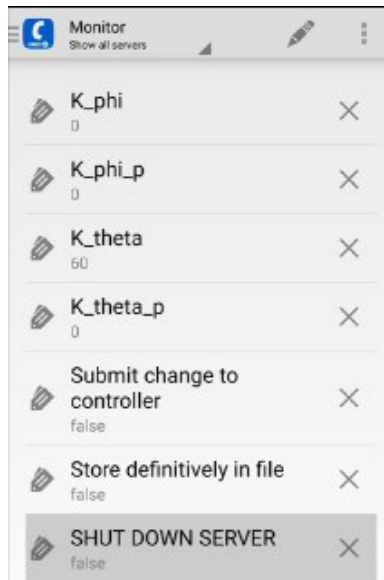 Monitor
Show all servers
K_phi
0
K_phi_p
0
K_theta
60
K_theta_p
0
Submit change to
controller
false
Store definitively in file
false
SHUT DOWN SERVER
false